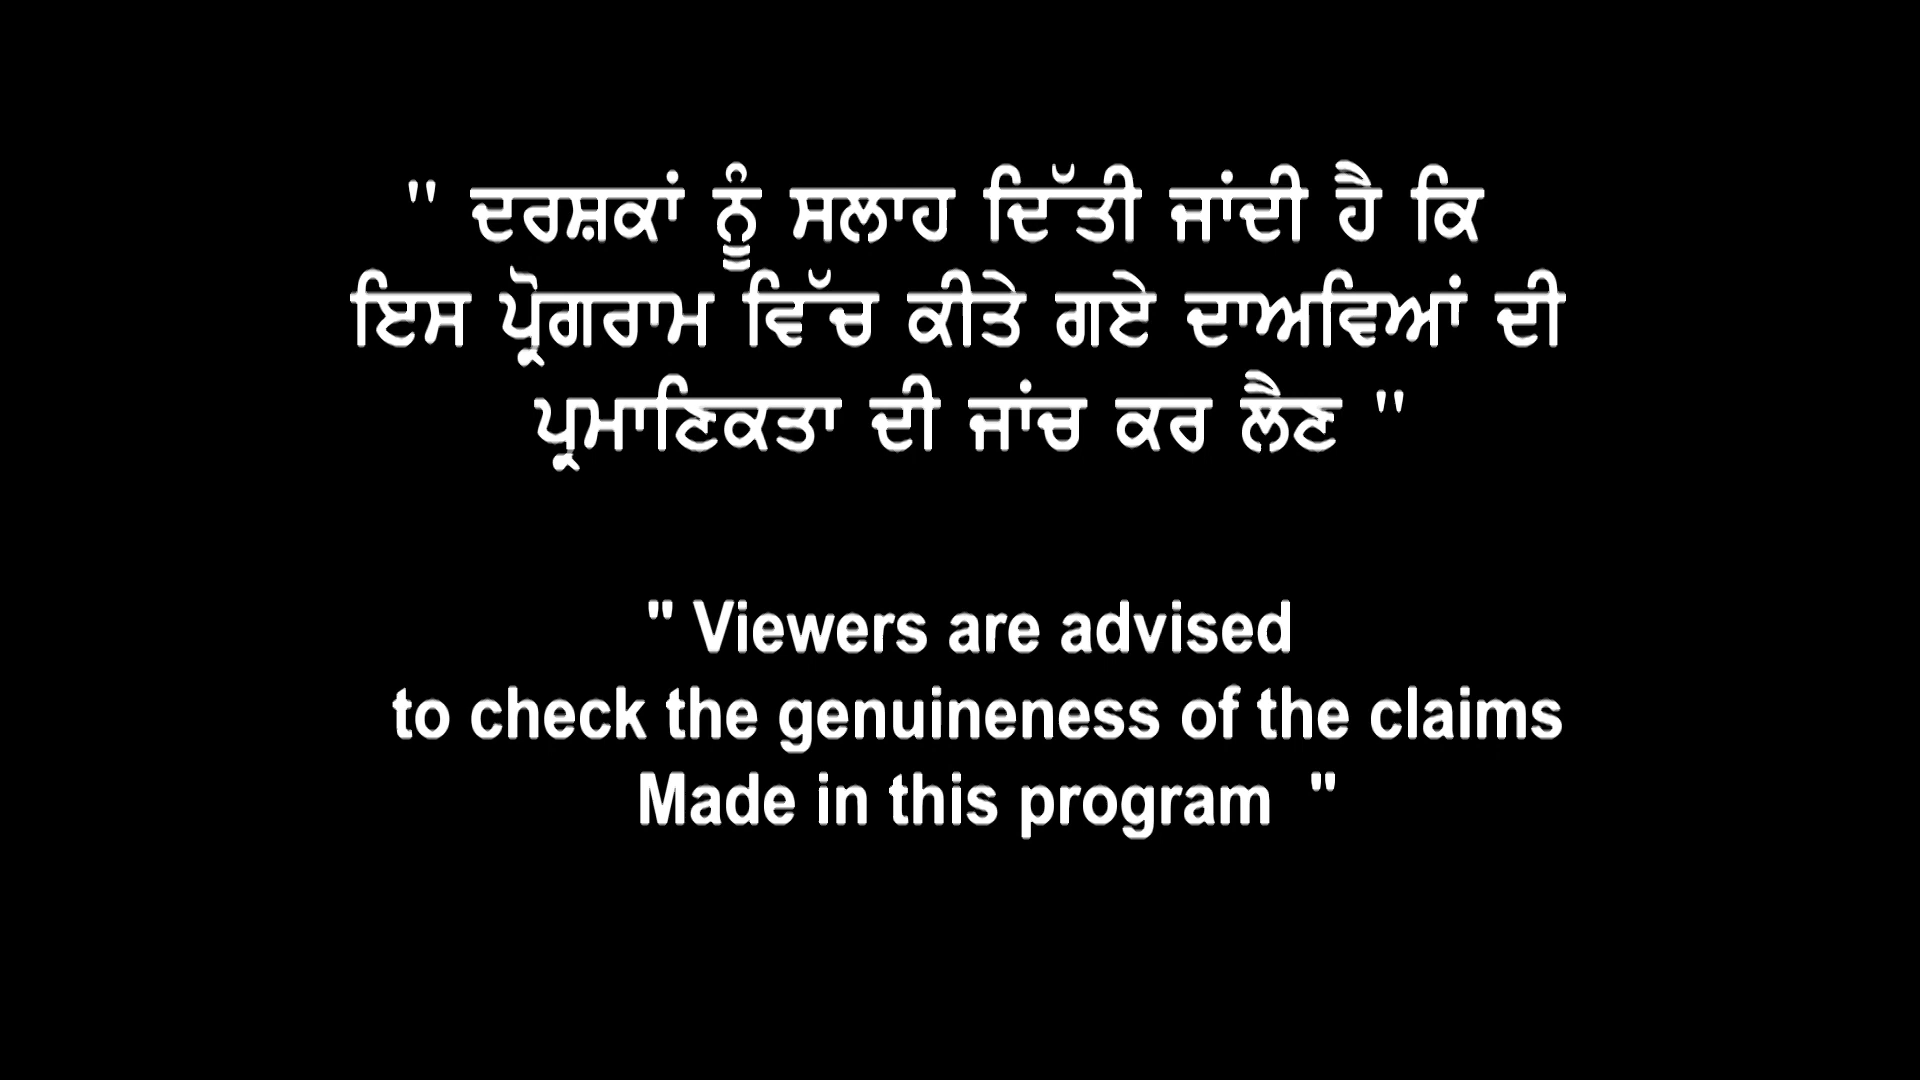 " ਦਰਸ਼ਕਾਂ ਨੂੰ ਸਲਾਹ ਦਿੱਤੀ ਜਾਂਦੀ ਹੈ ਕਿ
ਇਸ ਪ੍ਰੋਗਰਾਮ ਵਿੱਚ ਕੀਤੇ ਗਏ ਦਾਅਵਿਆਂ ਦੀ
ਪ੍ਰਮਾਣਿਕਤਾ ਦੀ ਜਾਂਚ ਕਰ ਲੈਣ "
" Viewers are advised
to check the genuineness of the claims
Made in this program "